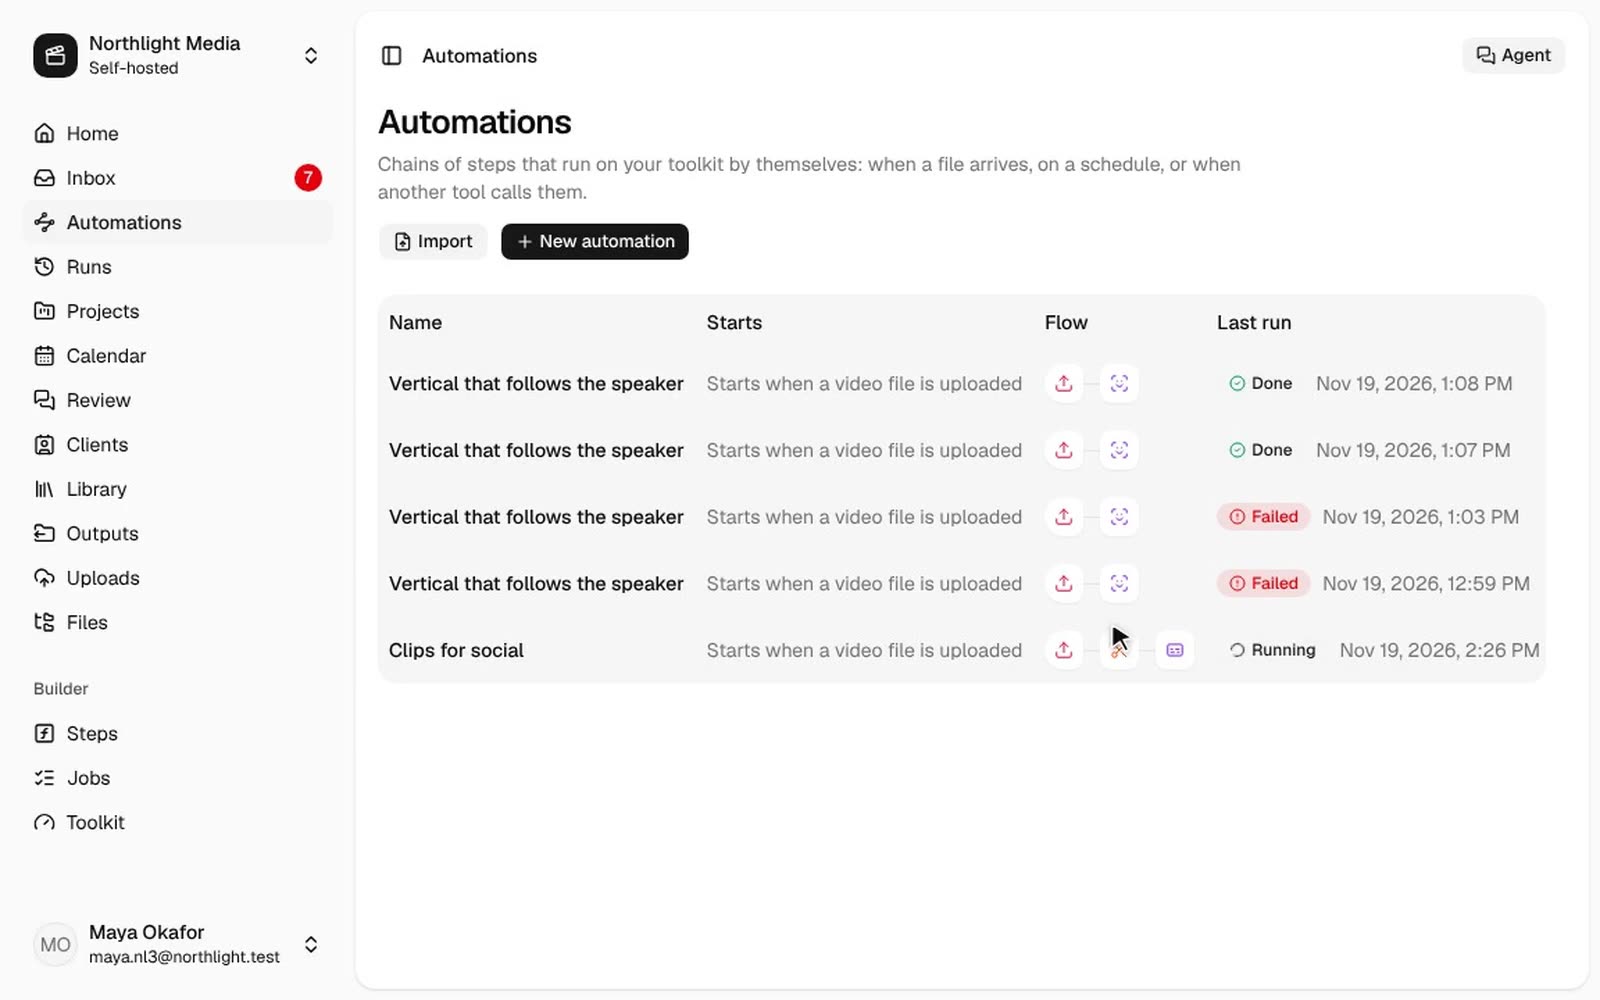 Northlight Media
Self-hosted
Home
Inbox
7
Automations
Runs
Projects
Calendar
Review
Clients
Library
Outputs
Uploads
Files
Builder
Steps
Jobs
Toolkit
MO
Maya Okafor
maya.nl3@northlight.test
Automations
Agent
Automations
Chains of steps that run on your toolkit by themselves: when a file arrives, on a schedule, or when
another tool calls them.
Import
New automation
Name Starts Flow Last run
Vertical that follows the speaker Starts when a video file is uploaded Done Nov 19, 2026, 1:08 PM
Vertical that follows the speaker Starts when a video file is uploaded Done Nov 19, 2026, 1:07 PM
Vertical that follows the speaker Starts when a video file is uploaded Failed Nov 19, 2026, 1:03 PM
Vertical that follows the speaker Starts when a video file is uploaded Failed Nov 19, 2026, 12:59 PM
Clips for social Starts when a video file is uploaded Running Nov 19, 2026, 2:26 PM